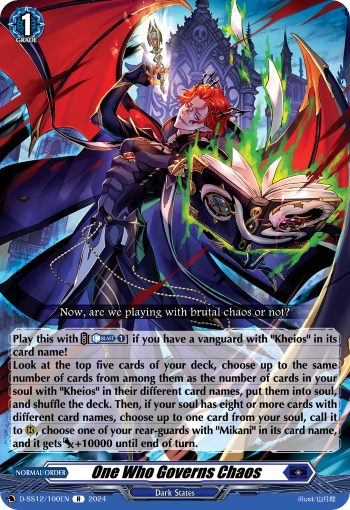 1
GRADE
Now, are we playing with brutal chaos or not?
Play this with [C BLAST 1] if you have a vanguard with "Kheios" in its
card name!
Look at the top five cards of your deck, choose up to the same
number of cards from among them as the number of cards in your
soul with "Kheios" in their different card names, put them into soul,
and shuffle the deck. Then, if your soul has eight or more cards with
different card names, choose up to one card from your soul, call it
to R, choose one of your rear-guards with "Mikani" in its card name,
and it gets +10000 until end of turn.
NORMAL ORDER
One Who Governs Chaos
Dark States
D-SS12/100EN R 2024
illust/山月総